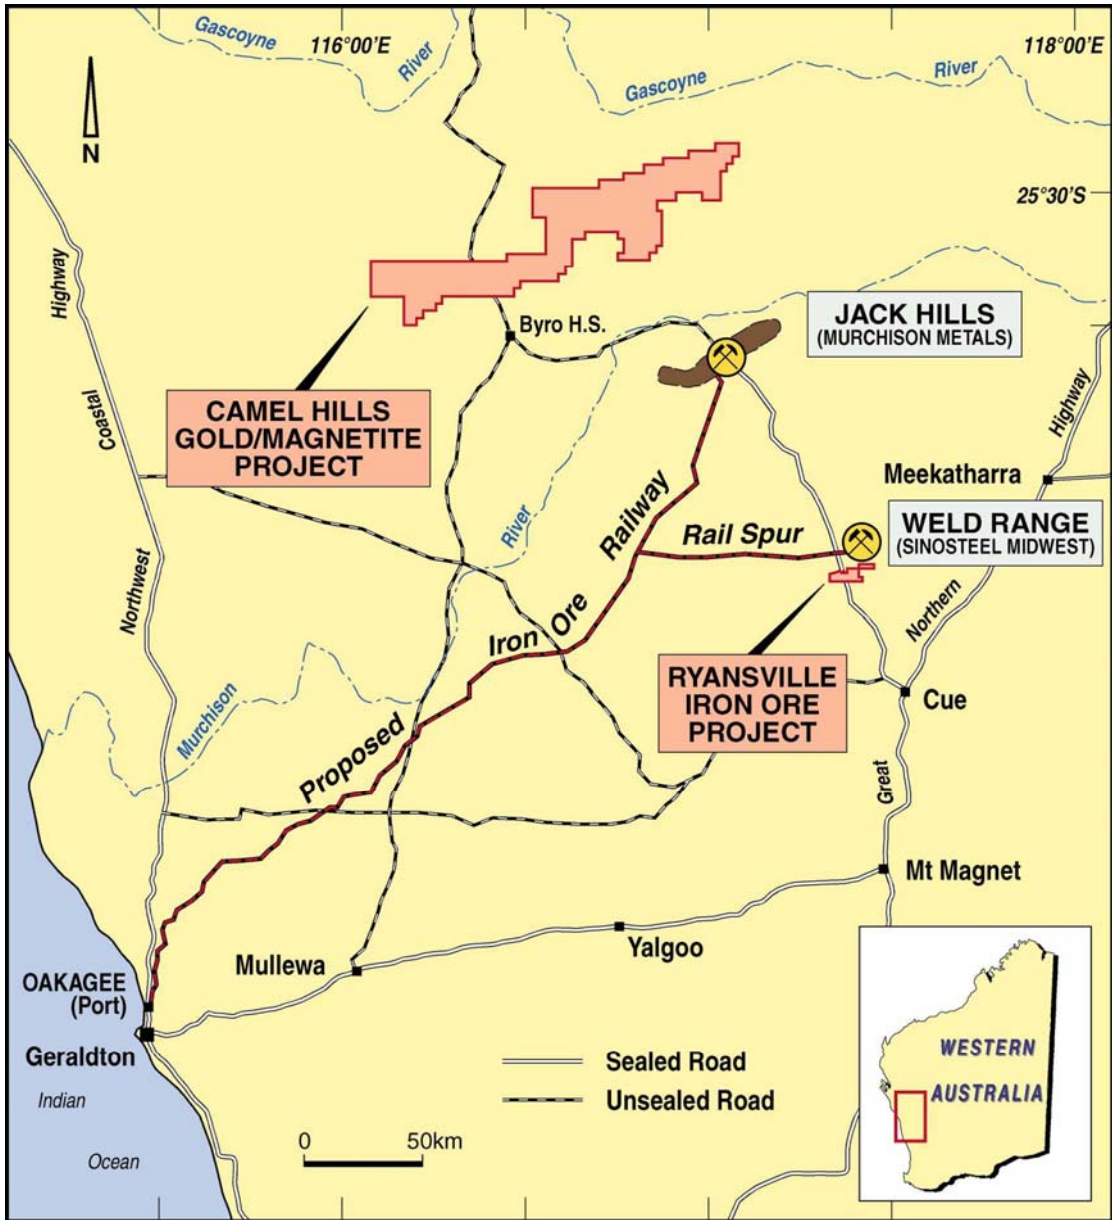 Gascoyne
River
116°00'E
118°00'E
Gascoyne
River
N
25°30'S
Highway
Coastal
Northwest
Byro H.S.
JACK HILLS
(MURCHISON METALS)
CAMEL HILLS
GOLD/MAGNETITE
PROJECT
Highway
Meekatharra
River
Railway
Rail Spur
WELD RANGE
(SINOSTEEL MIDWEST)
Northern
Ore
Iron
Proposed
Murchison
RYANSVILLE
IRON ORE
PROJECT
Cue
Great
Mt Magnet
Yalgoo
Mullewa
OAKAGEE
(Port)
Geraldton
Indian
Ocean
Sealed Road
Unsealed Road
0 50km
WESTERN
AUSTRALIA